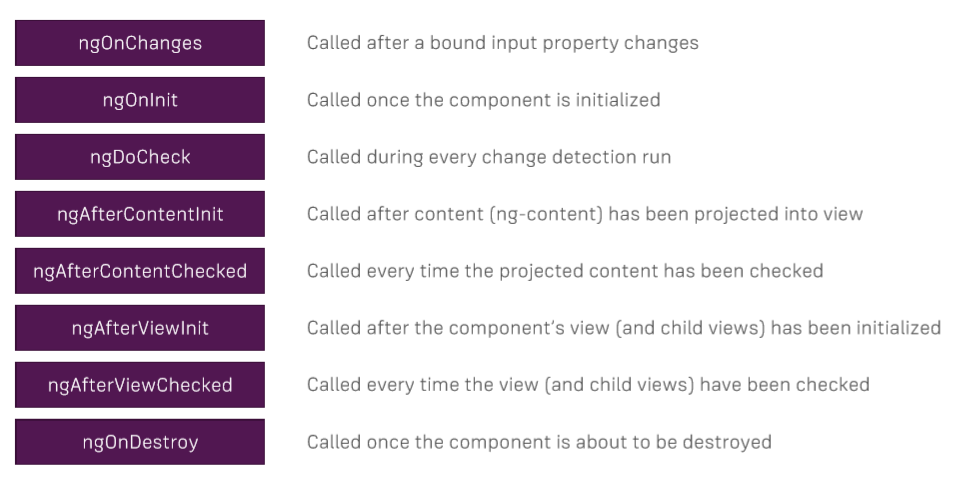 ngOnChanges Called after a bound input property changes
ngOnInit Called once the component is initialized
ngDoCheck Called during every change detection run
ngAfterContentInit Called after content (ng-content) has been projected into view
ngAfterContentChecked Called every time the projected content has been checked
ngAfterViewInit Called after the component's view (and child views) has been initialized
ngAfterViewChecked Called every time the view (and child views) have been checked
ngOnDestroy Called once the component is about to be destroyed